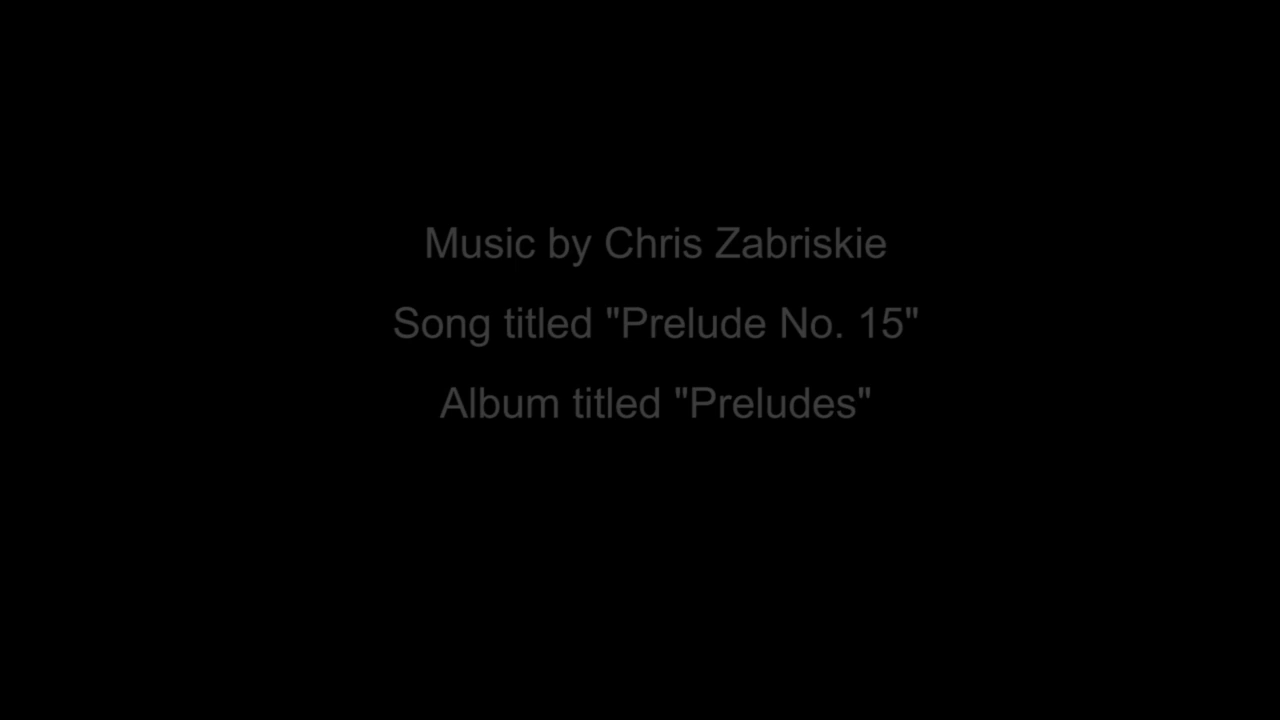 Music by Chris Zabriskie
Song titled "Prelude No. 15"
Album titled "Preludes"